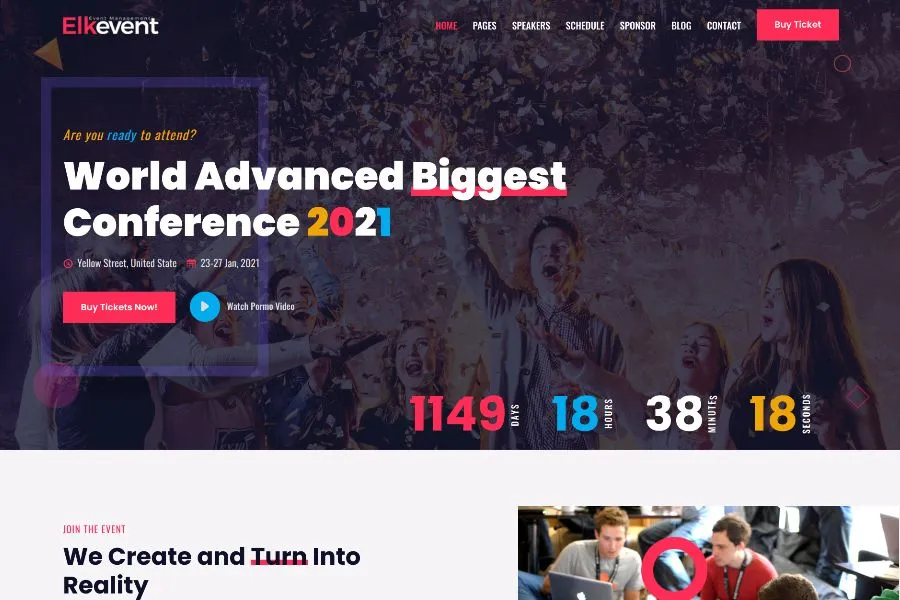 Elkevent
Event Management
HOME PAGES SPEAKERS SCHEDULE SPONSOR BLOG CONTACT Buy Ticket
Are you ready to attend?
World Advanced Biggest
Conference 2021
Yellow Street, United State 23-27 Jan, 2021
Buy Tickets Now! Watch Pormo Video
1149 DAYS 18 HOURS 38 MINUTES 18 SECONDS
JOIN THE EVENT
We Create and Turn Into
Reality